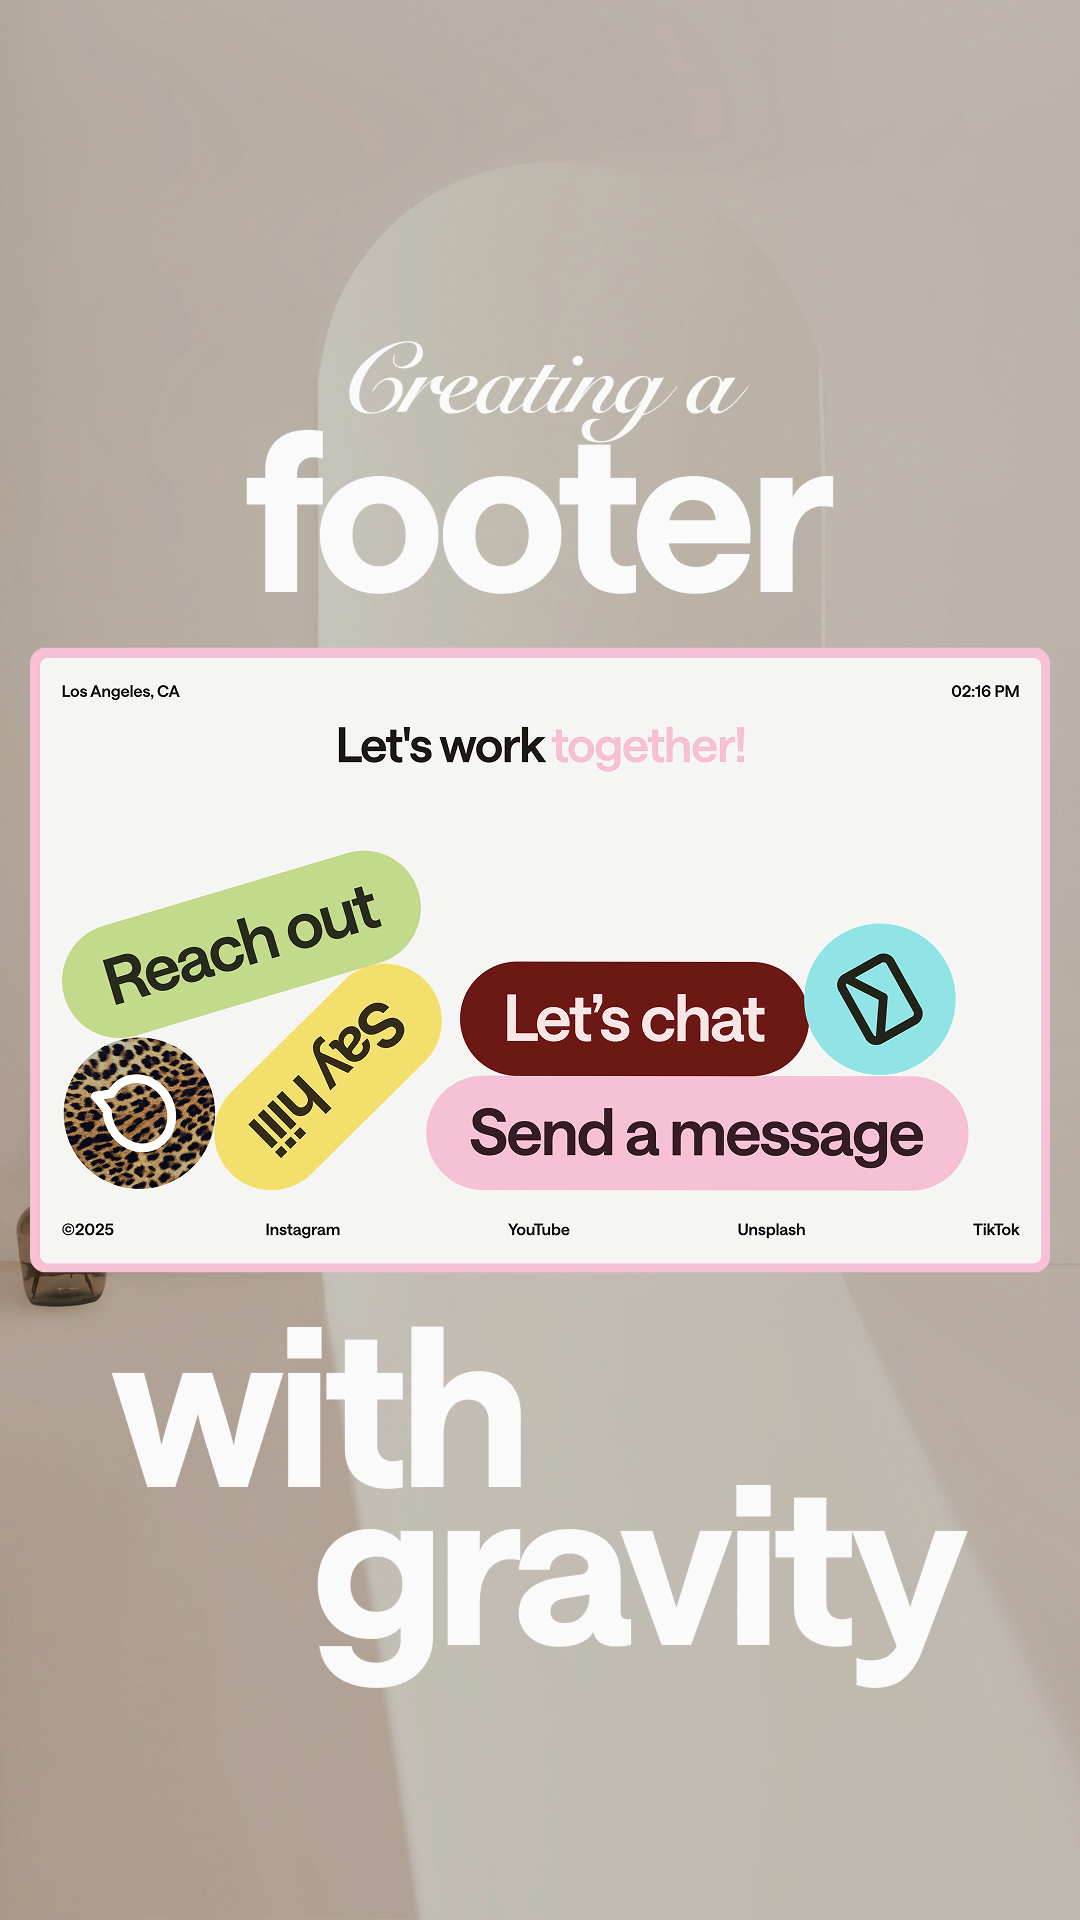 Creating a
footer
Los Angeles, CA
02:16 PM
Let's work together!
Reach out
Say hiii
Let’s chat
Send a message
©2025
Instagram
YouTube
Unsplash
TikTok
with
gravity